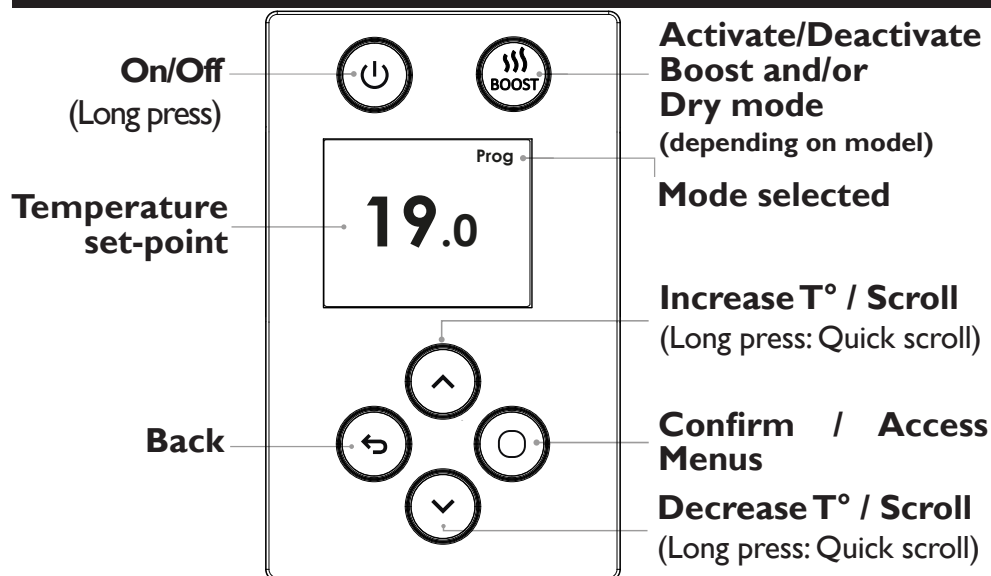 On/Off
(Long press)
BOOST
Activate/Deactivate
Boost and/or
Dry mode
(depending on model)
Prog
Mode selected
Temperature
set-point
19.0
Increase T° / Scroll
(Long press: Quick scroll)
Back
Confirm / Access
Menus
Decrease T° / Scroll
(Long press: Quick scroll)